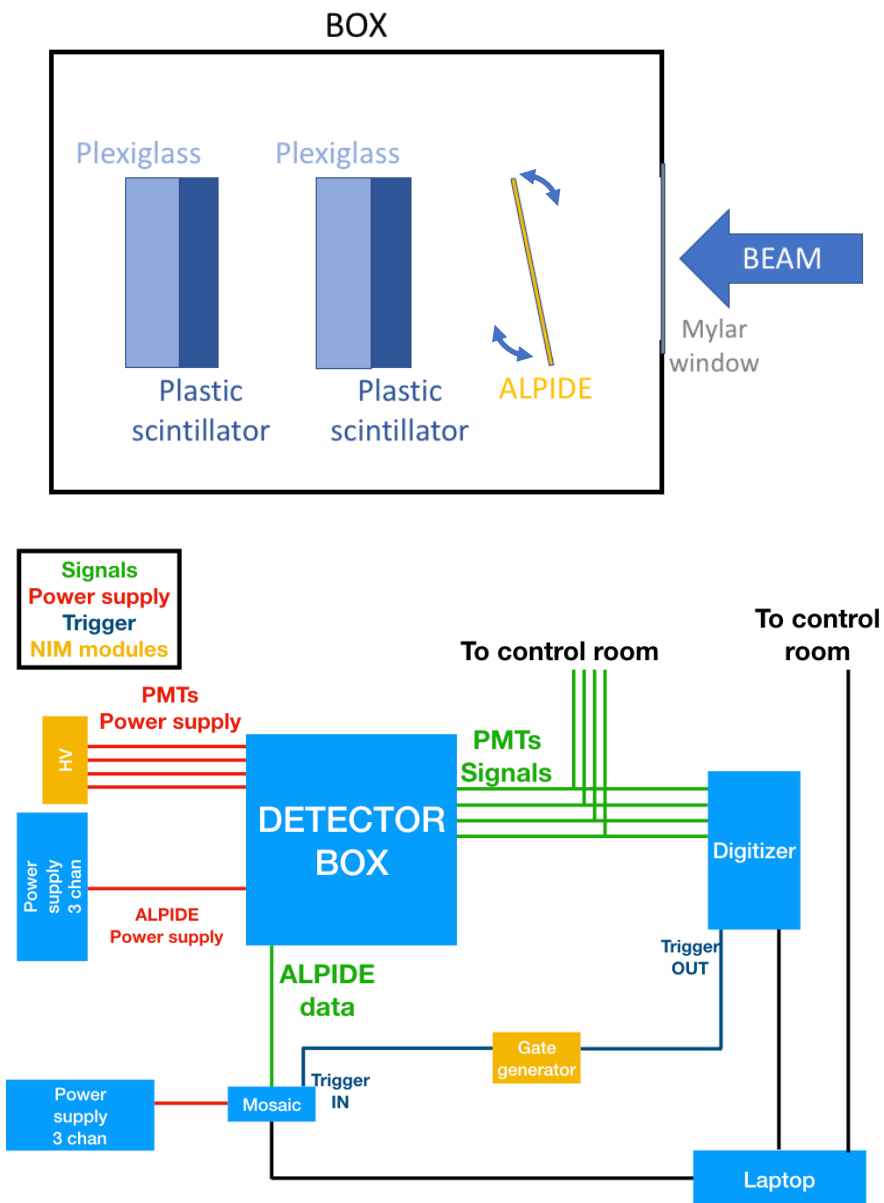 BOX
Plexiglass
Plexiglass
BEAM
Mylar
window
Plastic
scintillator
Plastic
scintillator
ALPIDE
Signals
Power supply
Trigger
NIM modules
To control
room
To control room
PMTs
Power supply
HV
PMTs
Signals
DETECTOR
BOX
Digitizer
Power
supply
3 chan
ALPIDE
Power supply
Trigger
OUT
ALPIDE
data
Gate
generator
Trigger
IN
Power
supply
3 chan
Mosaic
Laptop